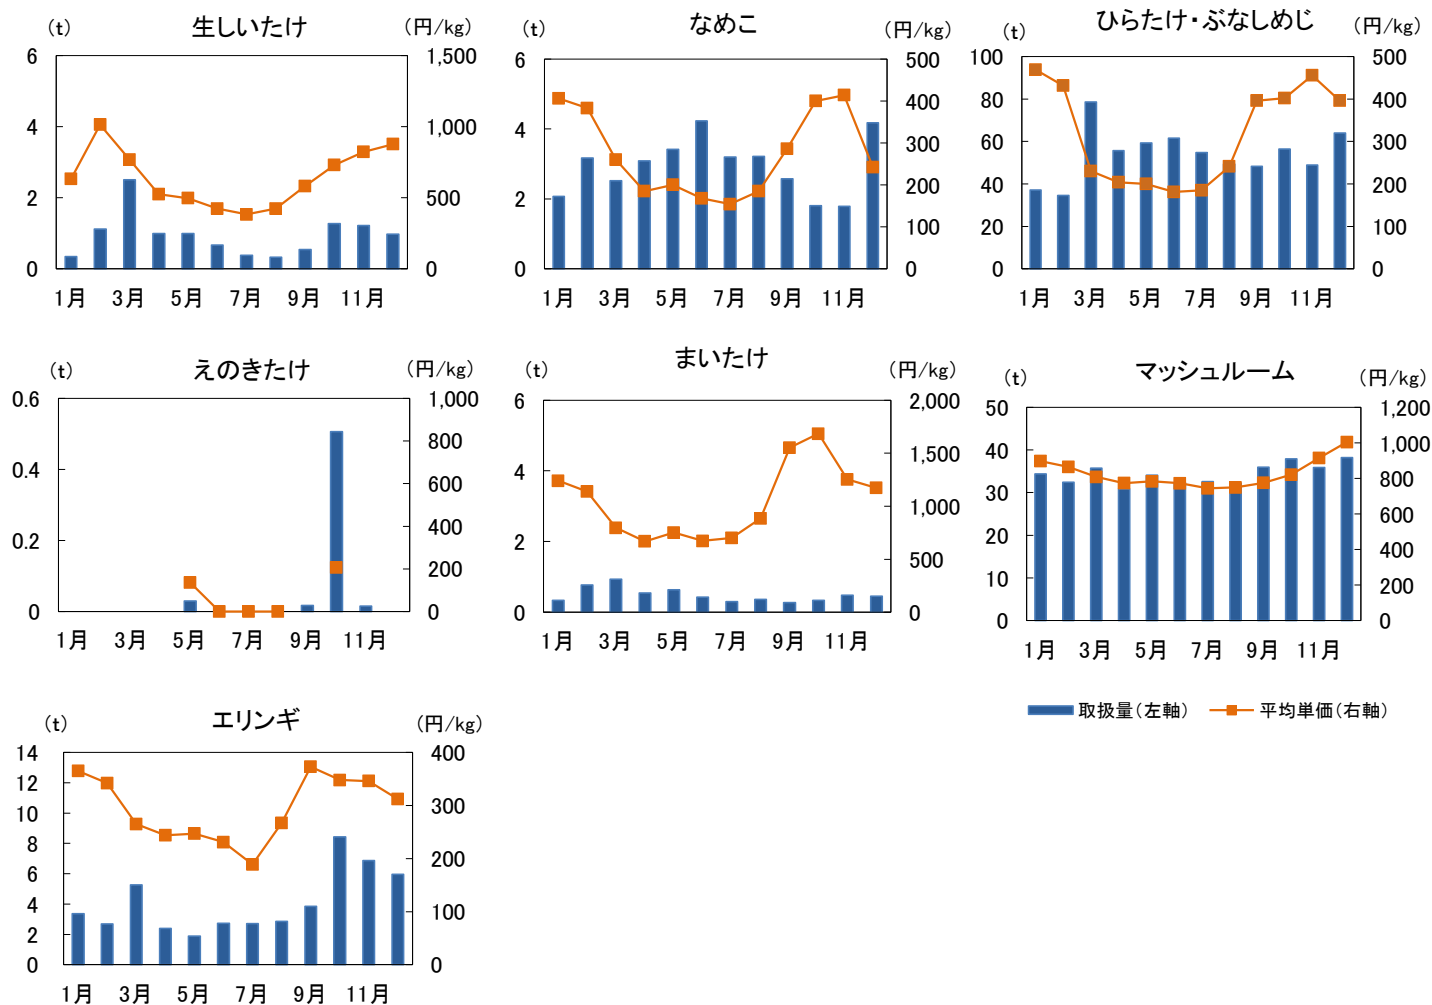 生しいたけ
(t)
(円/kg)
6
4
2
0
1,500
1,000
500
0
1月 3月 5月 7月 9月 11月
なめこ
(t)
(円/kg)
6
4
2
0
500
400
300
200
100
0
1月 3月 5月 7月 9月 11月
ひらたけ・ぶなしめじ
(t)
(円/kg)
100
80
60
40
20
0
500
400
300
200
100
0
1月 3月 5月 7月 9月 11月
えのきたけ
(t)
(円/kg)
0.6
0.4
0.2
0
1,000
800
600
400
200
0
1月 3月 5月 7月 9月 11月
まいたけ
(t)
(円/kg)
6
4
2
0
2,000
1,500
1,000
500
0
1月 3月 5月 7月 9月 11月
マッシュルーム
(t)
(円/kg)
50
40
30
20
10
0
1,200
1,000
800
600
400
200
0
1月 3月 5月 7月 9月 11月
取扱量(左軸) 平均単価(右軸)
エリンギ
(t)
(円/kg)
14
12
10
8
6
4
2
0
400
300
200
100
0
1月 3月 5月 7月 9月 11月